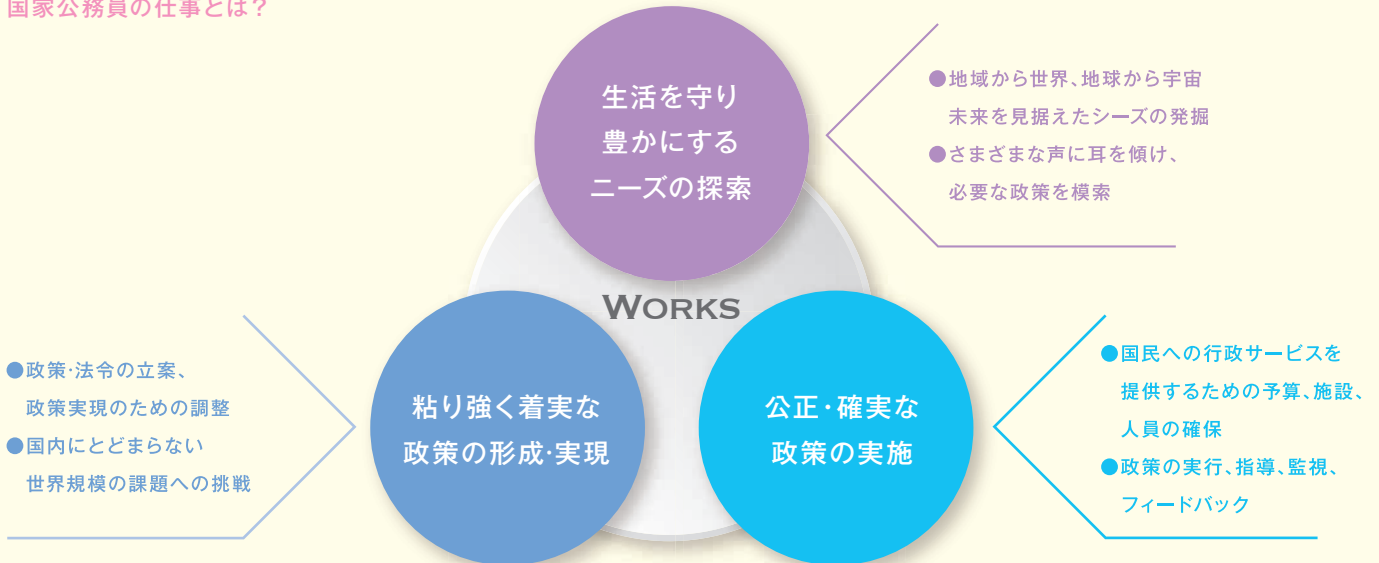 国家公務員の仕事とは?
生活を守り
豊かにする
ニーズの探索
●地域から世界、地球から宇宙
未来を見据えたシーズの発掘
●さまざまな声に耳を傾け、
必要な政策を模索
WORKS
●政策・法令の立案、
政策実現のための調整
●国内にとどまらない
世界規模の課題への挑戦
粘り強く着実な
政策の形成・実現
公正・確実な
政策の実施
●国民への行政サービスを
提供するための予算、施設、
人員の確保
●政策の実行、指導、監視、
フィードバック